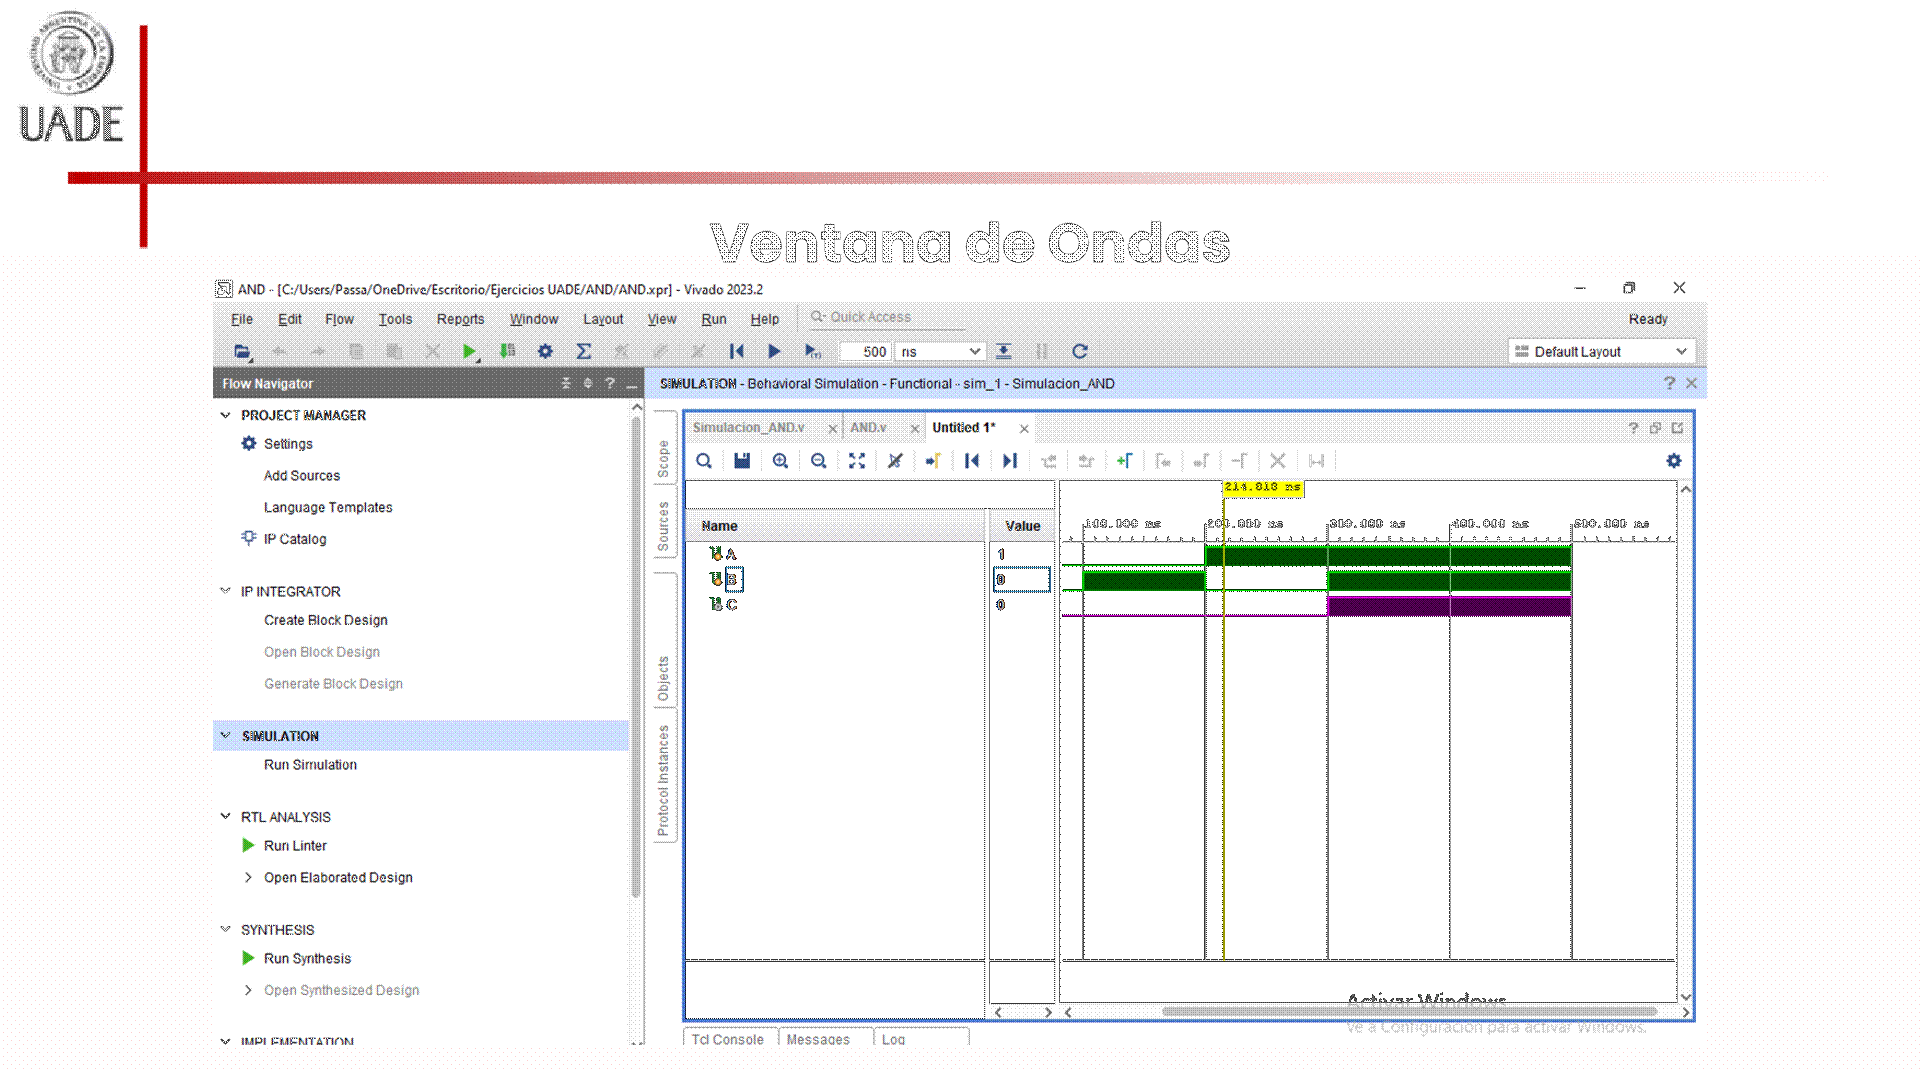 UADE
Ventana de Ondas
AND - [C:/Users/Passa/OneDrive/Escritorio/Ejercicios UADE/AND/AND.xpr] - Vivado 2023.2
File Edit Flow Tools Reports Window Layout View Run Help Quick Access Ready
500 ns Default Layout
Flow Navigator
SIMULATION - Behavioral Simulation - Functional - sim_1 - Simulacion_AND
PROJECT MANAGER
Settings
Add Sources
Language Templates
IP Catalog
IP INTEGRATOR
Create Block Design
Open Block Design
Generate Block Design
SIMULATION
Run Simulation
RTL ANALYSIS
Run Linter
Open Elaborated Design
SYNTHESIS
Run Synthesis
Open Synthesized Design
IMPLEMENTATION
Scope
Sources
Objects
Protocol Instances
Simulacion_AND.v AND.v Untitled 1*
214.818 ns
Name Value 100.000 ns 200.000 ns 300.000 ns 400.000 ns 500.000 ns
A 1
B 0
C 0
Activar Windows
Ve a Configuración para activar Windows.
Tcl Console Messages Log